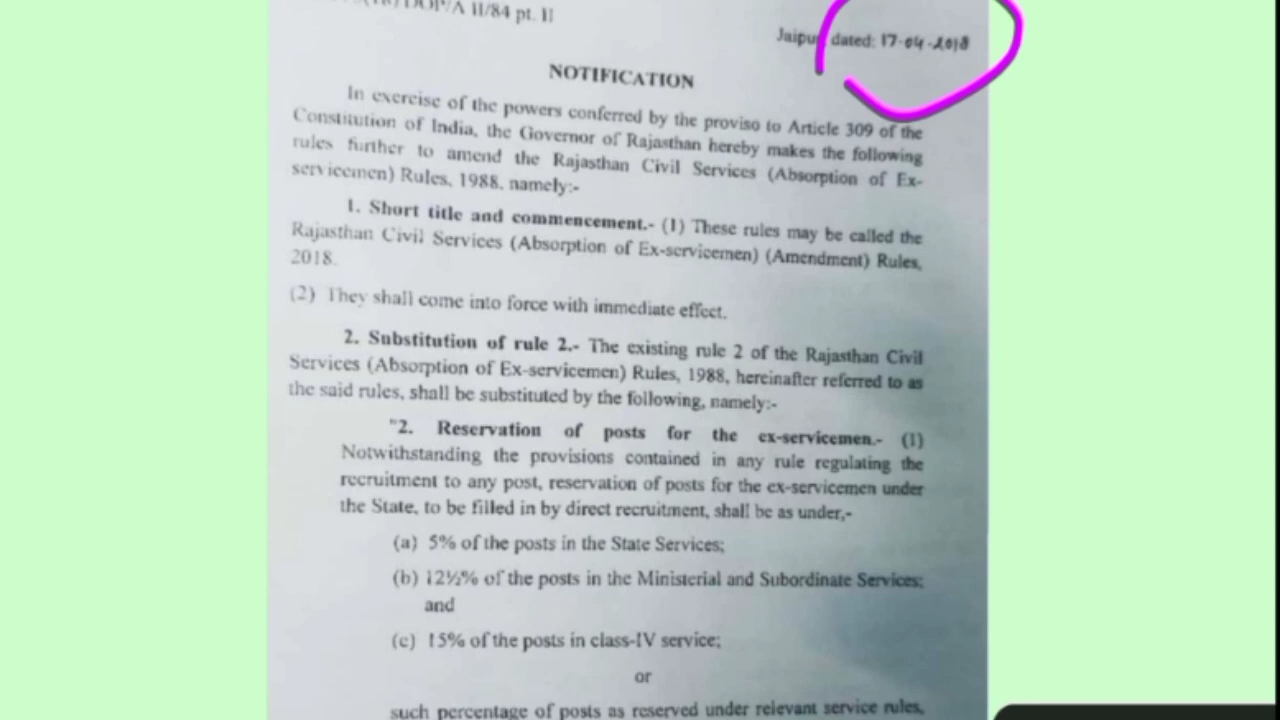 DOP/A II/84 pt. II
Jaipur dated: 17-04-2018
NOTIFICATION
In exercise of the powers conferred by the proviso to Article 309 of the
Constitution of India, the Governor of Rajasthan hereby makes the following
rules further to amend the Rajasthan Civil Services (Absorption of Ex-
servicemen) Rules, 1988, namely:-
1. Short title and commencement.- (1) These rules may be called the
Rajasthan Civil Services (Absorption of Ex-servicemen) (Amendment) Rules,
2018.
(2) They shall come into force with immediate effect.
2. Substitution of rule 2.- The existing rule 2 of the Rajasthan Civil
Services (Absorption of Ex-servicemen) Rules, 1988, hereinafter referred to as
the said rules, shall be substituted by the following, namely:-
"2. Reservation of posts for the ex-servicemen.- (1)
Notwithstanding the provisions contained in any rule regulating the
recruitment to any post, reservation of posts for the ex-servicemen under
the State, to be filled in by direct recruitment, shall be as under,-
(a) 5% of the posts in the State Services;
(b) 12½% of the posts in the Ministerial and Subordinate Services;
and
(c) 15% of the posts in class-IV service;
or
such percentage of posts as reserved under relevant service rules,